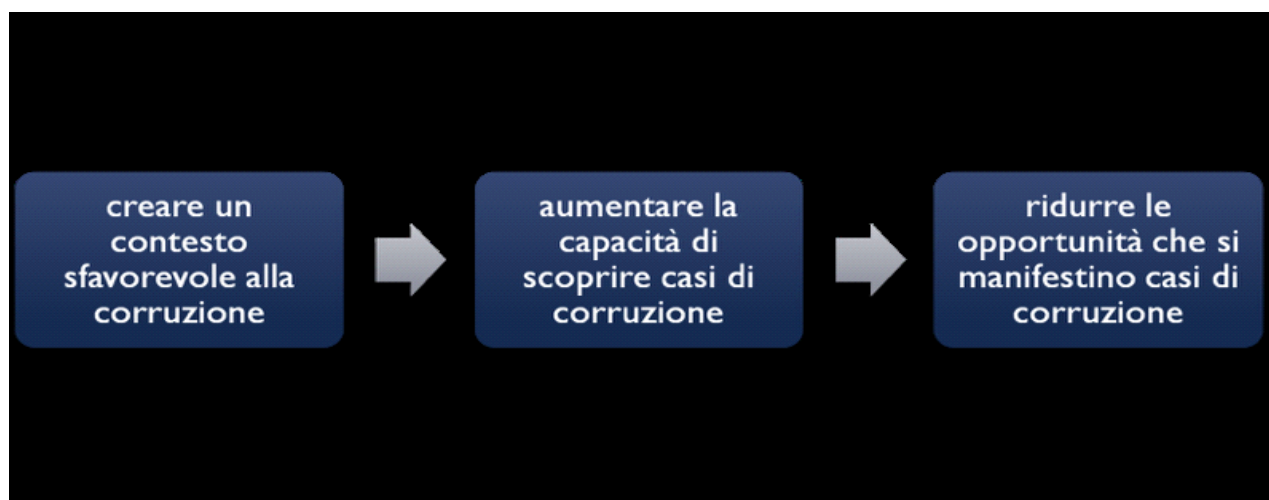 creare un
contesto
sfavorevole alla
corruzione
aumentare la
capacità di
scoprire casi di
corruzione
ridurre le
opportunità che si
manifestino casi di
corruzione